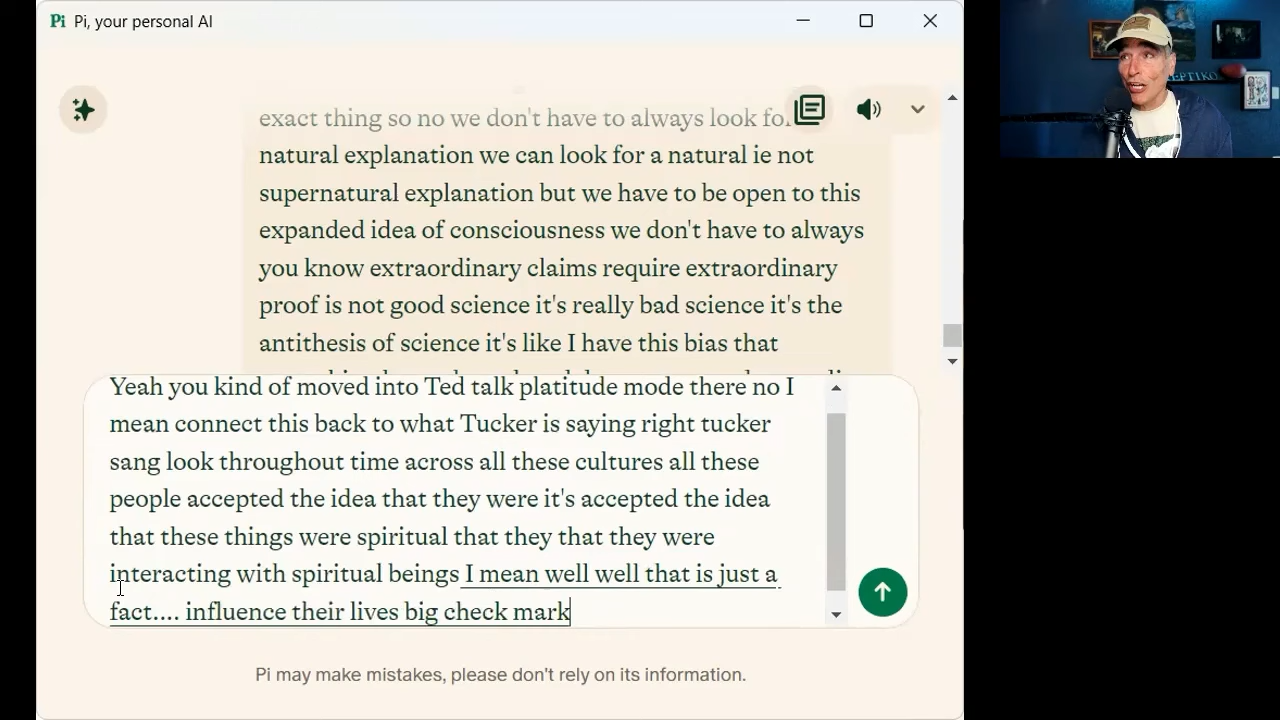 Pi Pi, your personal AI
exact thing so no we don't have to always look for
natural explanation we can look for a natural ie not
supernatural explanation but we have to be open to this
expanded idea of consciousness we don't have to always
you know extraordinary claims require extraordinary
proof is not good science it's really bad science it's the
antithesis of science it's like I have this bias that
Yeah you kind of moved into Ted talk platitude mode there no I
mean connect this back to what Tucker is saying right tucker
sang look throughout time across all these cultures all these
people accepted the idea that they were it's accepted the idea
that these things were spiritual that they that they were
interacting with spiritual beings I mean well well that is just a
fact.... influence their lives big check mark
Pi may make mistakes, please don't rely on its information.